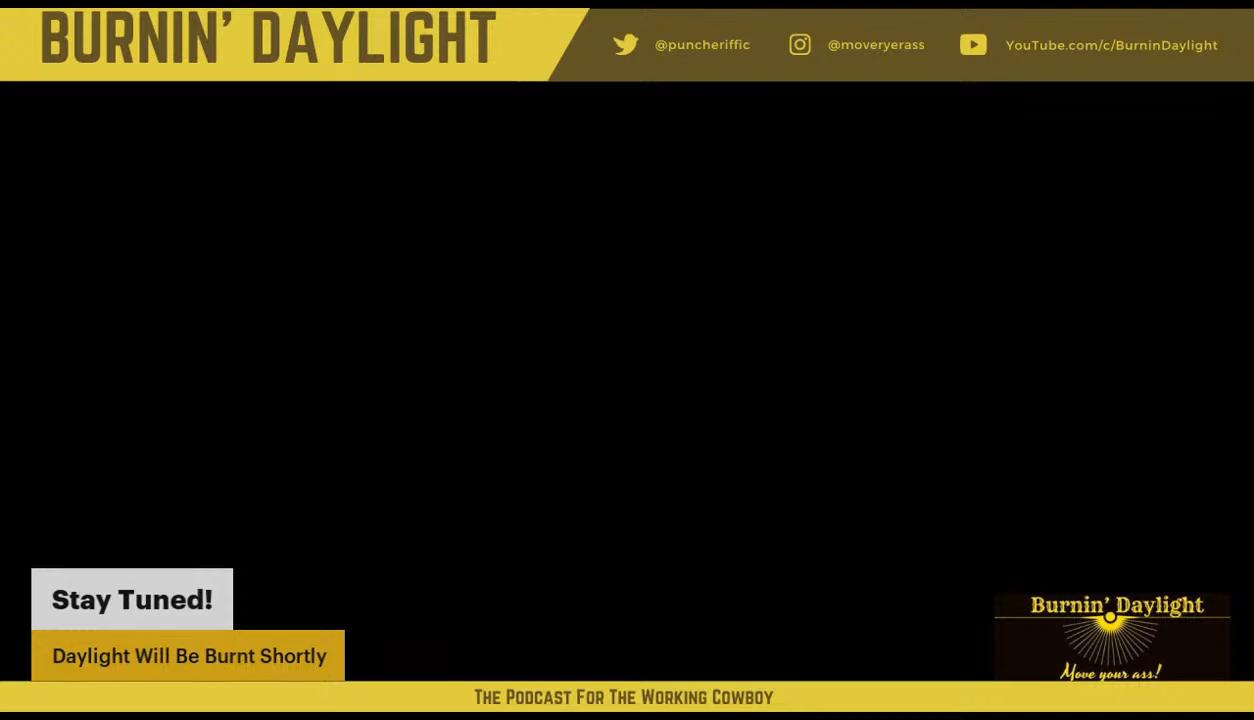 BURNIN’ DAYLIGHT
@puncheriffic
@moveryerass
YouTube.com/c/BurninDaylight
Stay Tuned!
Daylight Will Be Burnt Shortly
Burnin’ Daylight
Move your ass!
The Podcast For The Working Cowboy